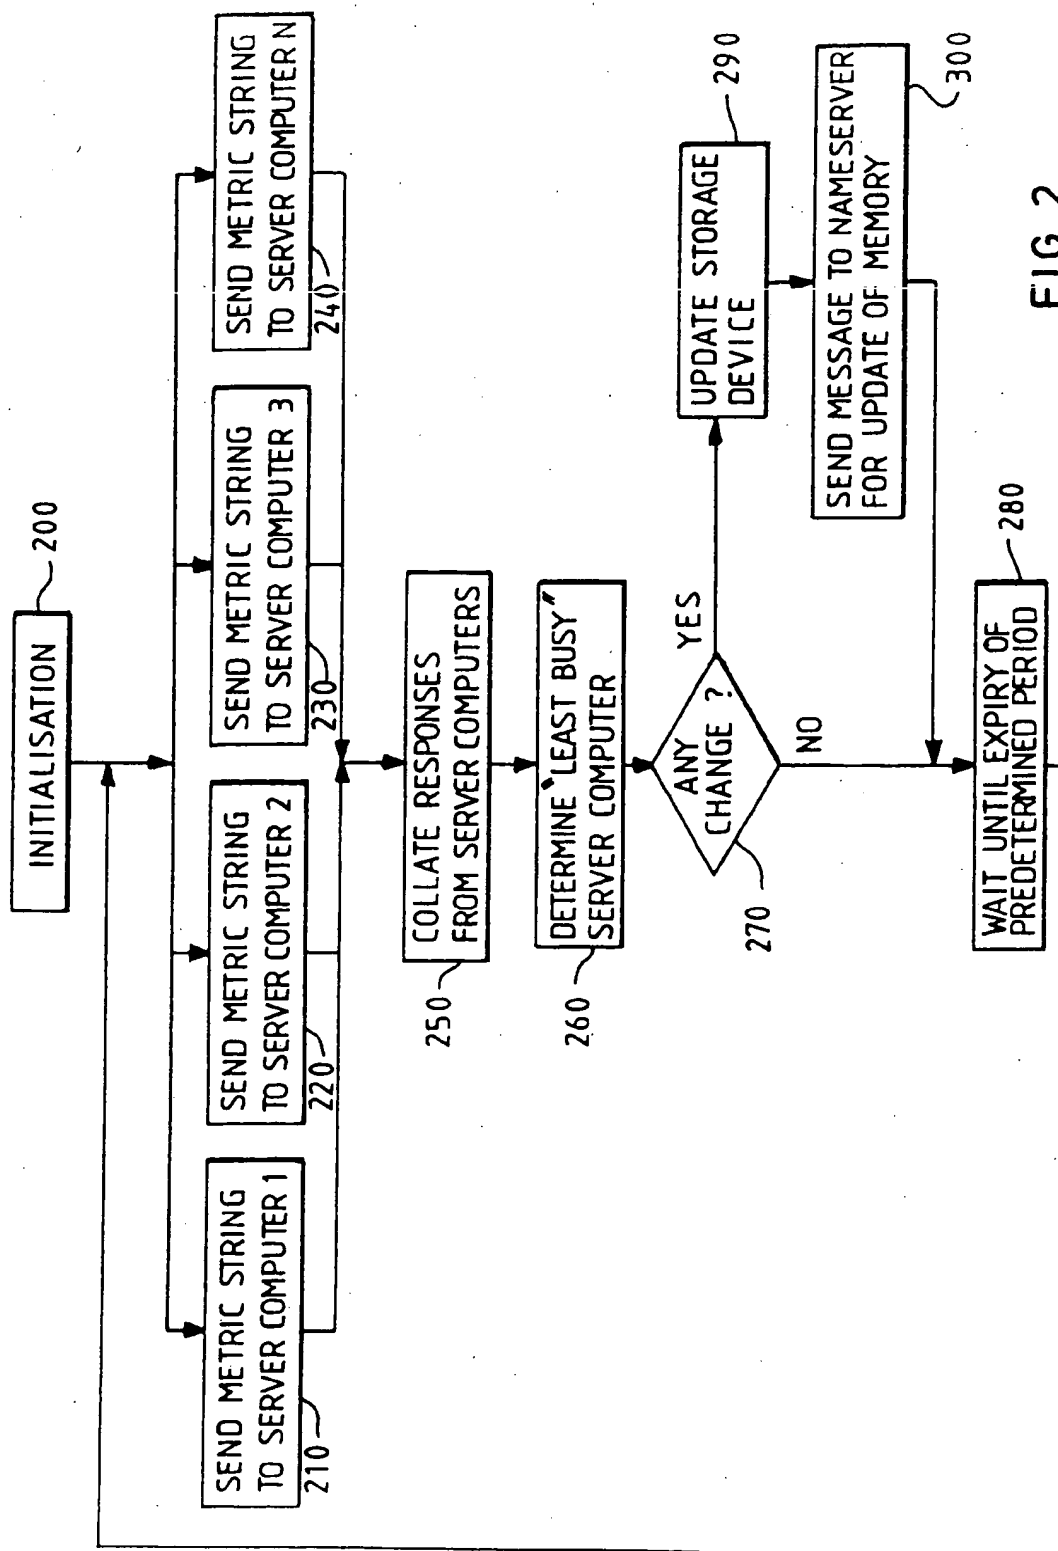 INITIALISATION
200
SEND METRIC STRING
TO SERVER COMPUTER 1
210
SEND METRIC STRING
TO SERVER COMPUTER 2
220
SEND METRIC STRING
TO SERVER COMPUTER 3
230
SEND METRIC STRING
TO SERVER COMPUTER N
240
COLLATE RESPONSES
FROM SERVER COMPUTERS
250
DETERMINE "LEAST BUSY"
SERVER COMPUTER
260
ANY
CHANGE ?
270
YES
NO
UPDATE STORAGE
DEVICE
290
SEND MESSAGE TO NAMESERVER
FOR UPDATE OF MEMORY
300
WAIT UNTIL EXPIRY OF
PREDETERMINED PERIOD
280
FIG. 2